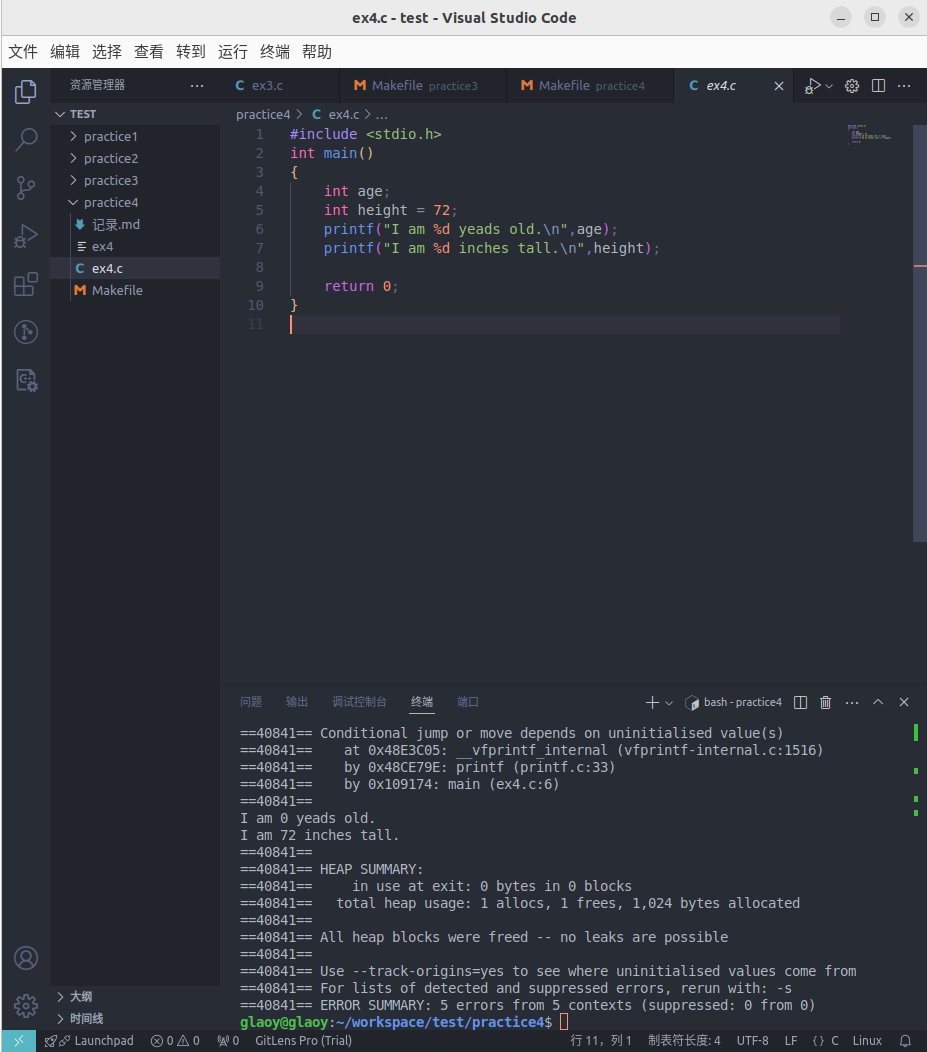 ex4.c - test - Visual Studio Code
文件 编辑 选择 查看 转到 运行 终端 帮助
资源管理器 ···
C ex3.c M Makefile practice3 M Makefile practice4 C ex4.c
TEST
practice1
practice2
practice3
practice4
记录.md
ex4
C ex4.c
M Makefile
大纲
时间线
practice4 > C ex4.c > ...
1 #include <stdio.h>
2 int main()
3 {
4 int age;
5 int height = 72;
6 printf("I am %d yeads old.\n",age);
7 printf("I am %d inches tall.\n",height);
8
9 return 0;
10 }
11
问题 输出 调试控制台 终端 端口 bash - practice4
==40841== Conditional jump or move depends on uninitialised value(s)
==40841==    at 0x48E3C05: __vfprintf_internal (vfprintf-internal.c:1516)
==40841==    by 0x48CE79E: printf (printf.c:33)
==40841==    by 0x109174: main (ex4.c:6)
==40841==
I am 0 yeads old.
I am 72 inches tall.
==40841==
==40841== HEAP SUMMARY:
==40841==     in use at exit: 0 bytes in 0 blocks
==40841==   total heap usage: 1 allocs, 1 frees, 1,024 bytes allocated
==40841==
==40841== All heap blocks were freed -- no leaks are possible
==40841==
==40841== Use --track-origins=yes to see where uninitialised values come from
==40841== For lists of detected and suppressed errors, rerun with: -s
==40841== ERROR SUMMARY: 5 errors from 5 contexts (suppressed: 0 from 0)
glaoy@glaoy:~/workspace/test/practice4$
Launchpad 0 0 0 GitLens Pro (Trial) 行 11，列 1 制表符长度: 4 UTF-8 LF {} C Linux